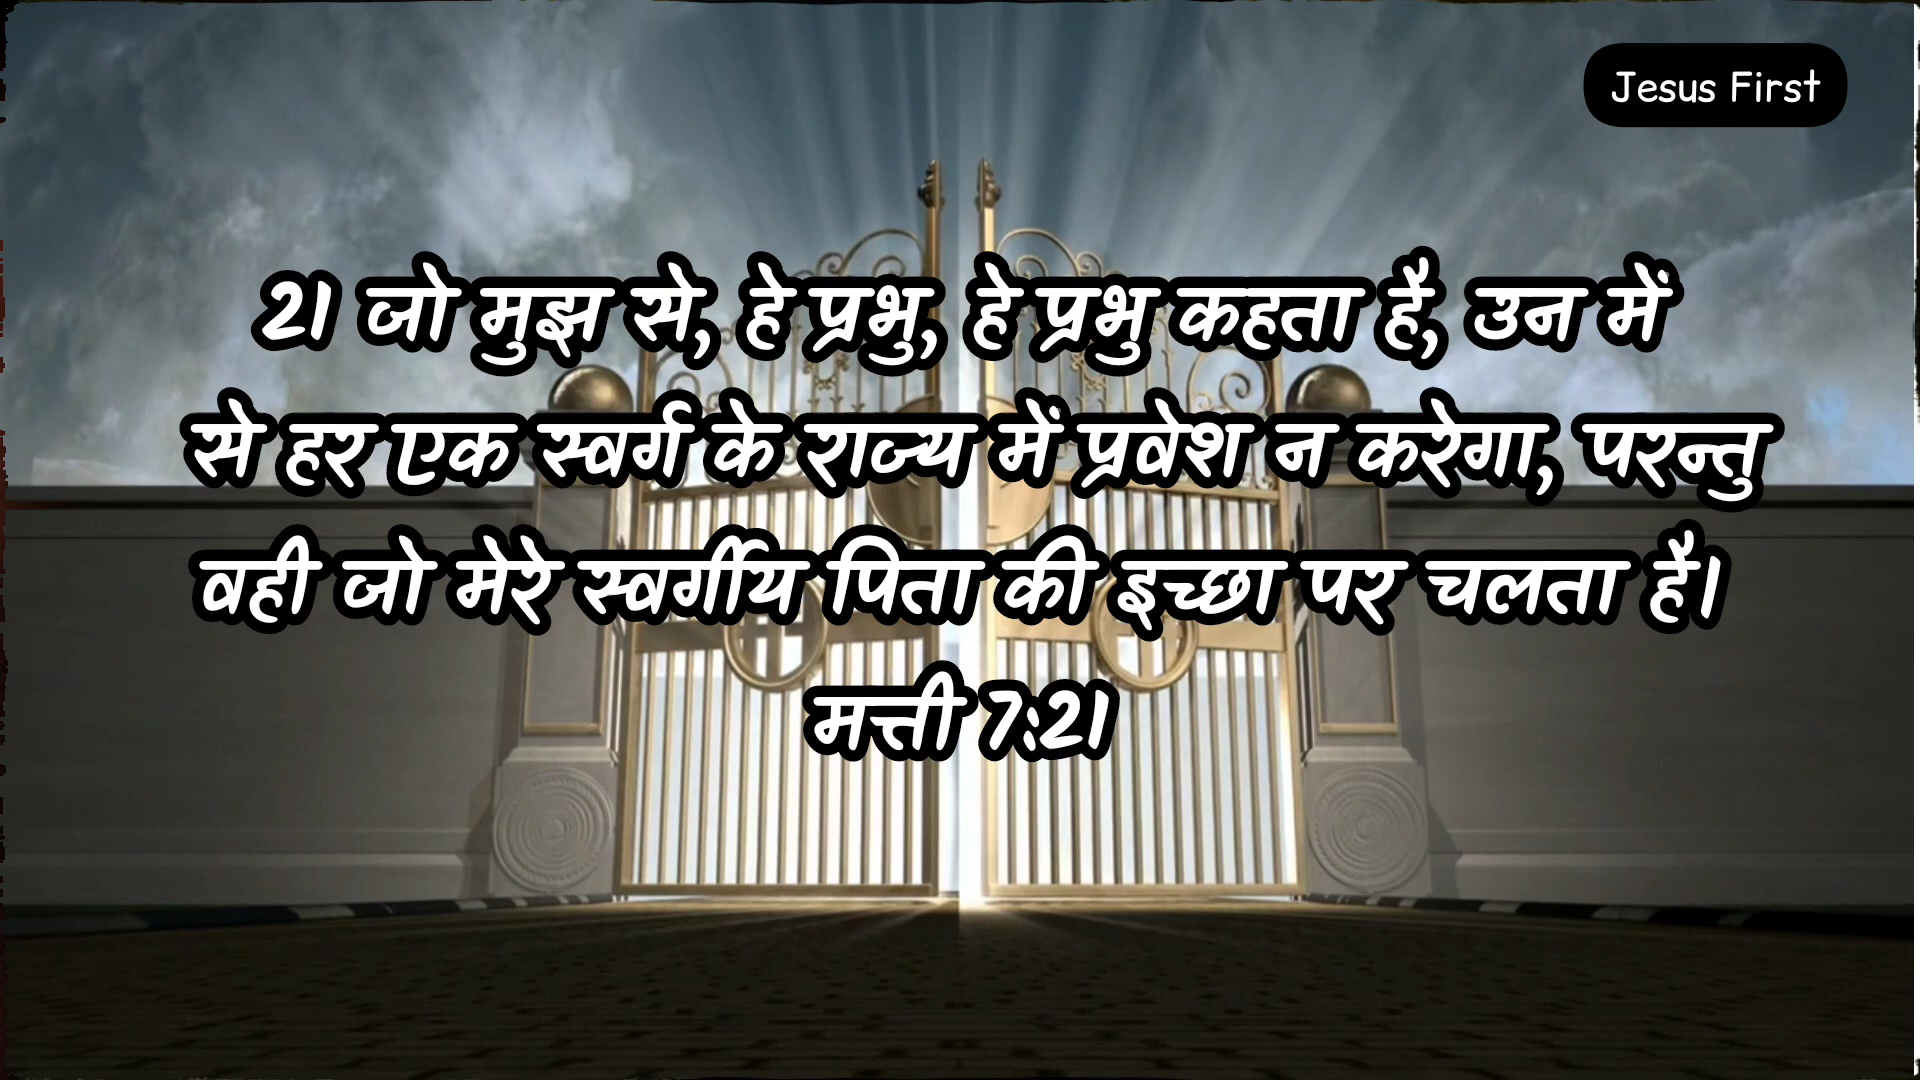 Jesus First
21 जो मुझ से, हे प्रभु, हे प्रभु कहता है, उन में
से हर एक स्वर्ग के राज्य में प्रवेश न करेगा, परन्तु
वही जो मेरे स्वर्गीय पिता की इच्छा पर चलता है।
मत्ती 7:21